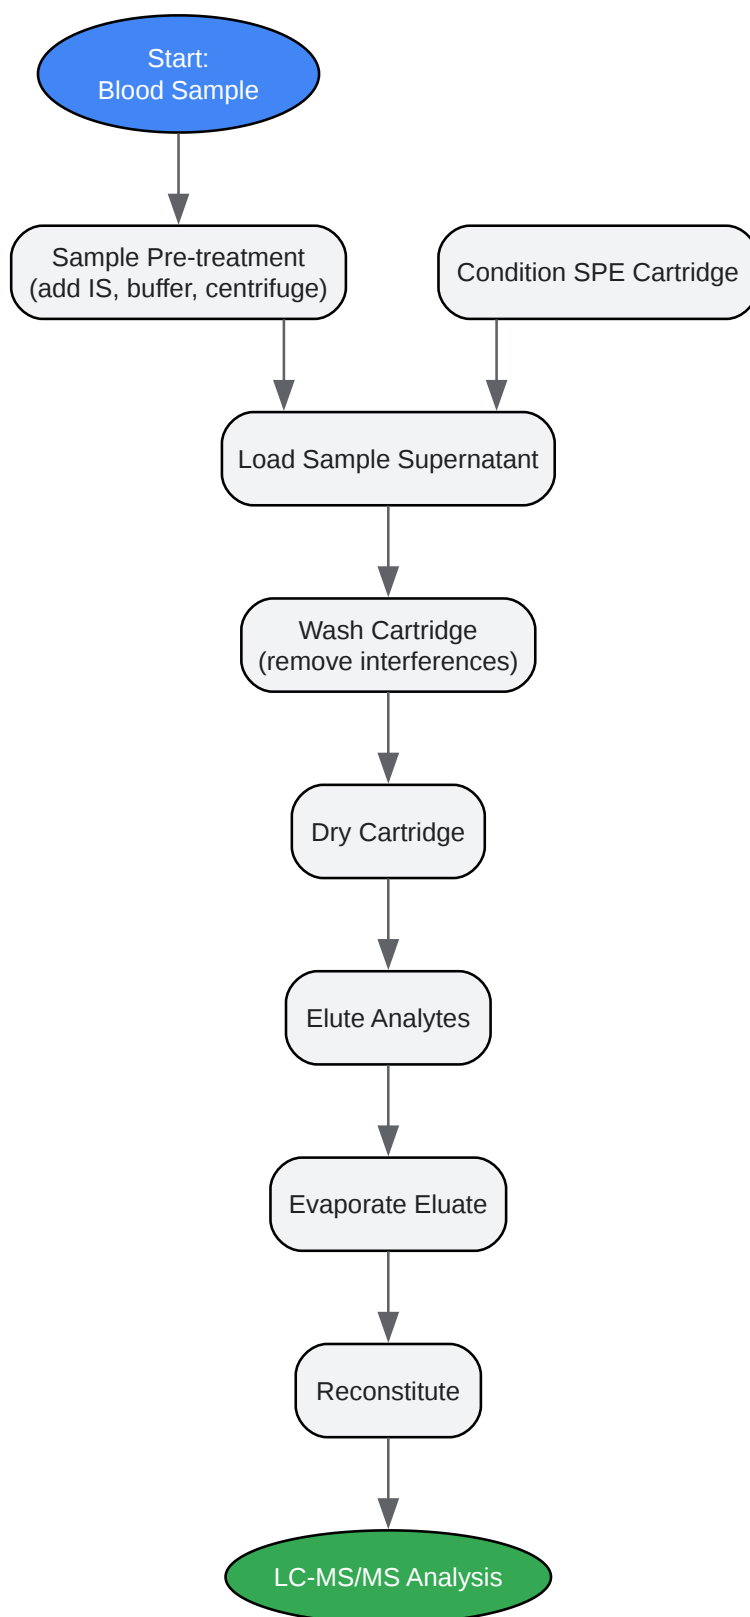 Start:
Blood Sample
Sample Pre-treatment
(add IS, buffer, centrifuge)
Condition SPE Cartridge
Load Sample Supernatant
Wash Cartridge
(remove interferences)
Dry Cartridge
Elute Analytes
Evaporate Eluate
Reconstitute
LC-MS/MS Analysis